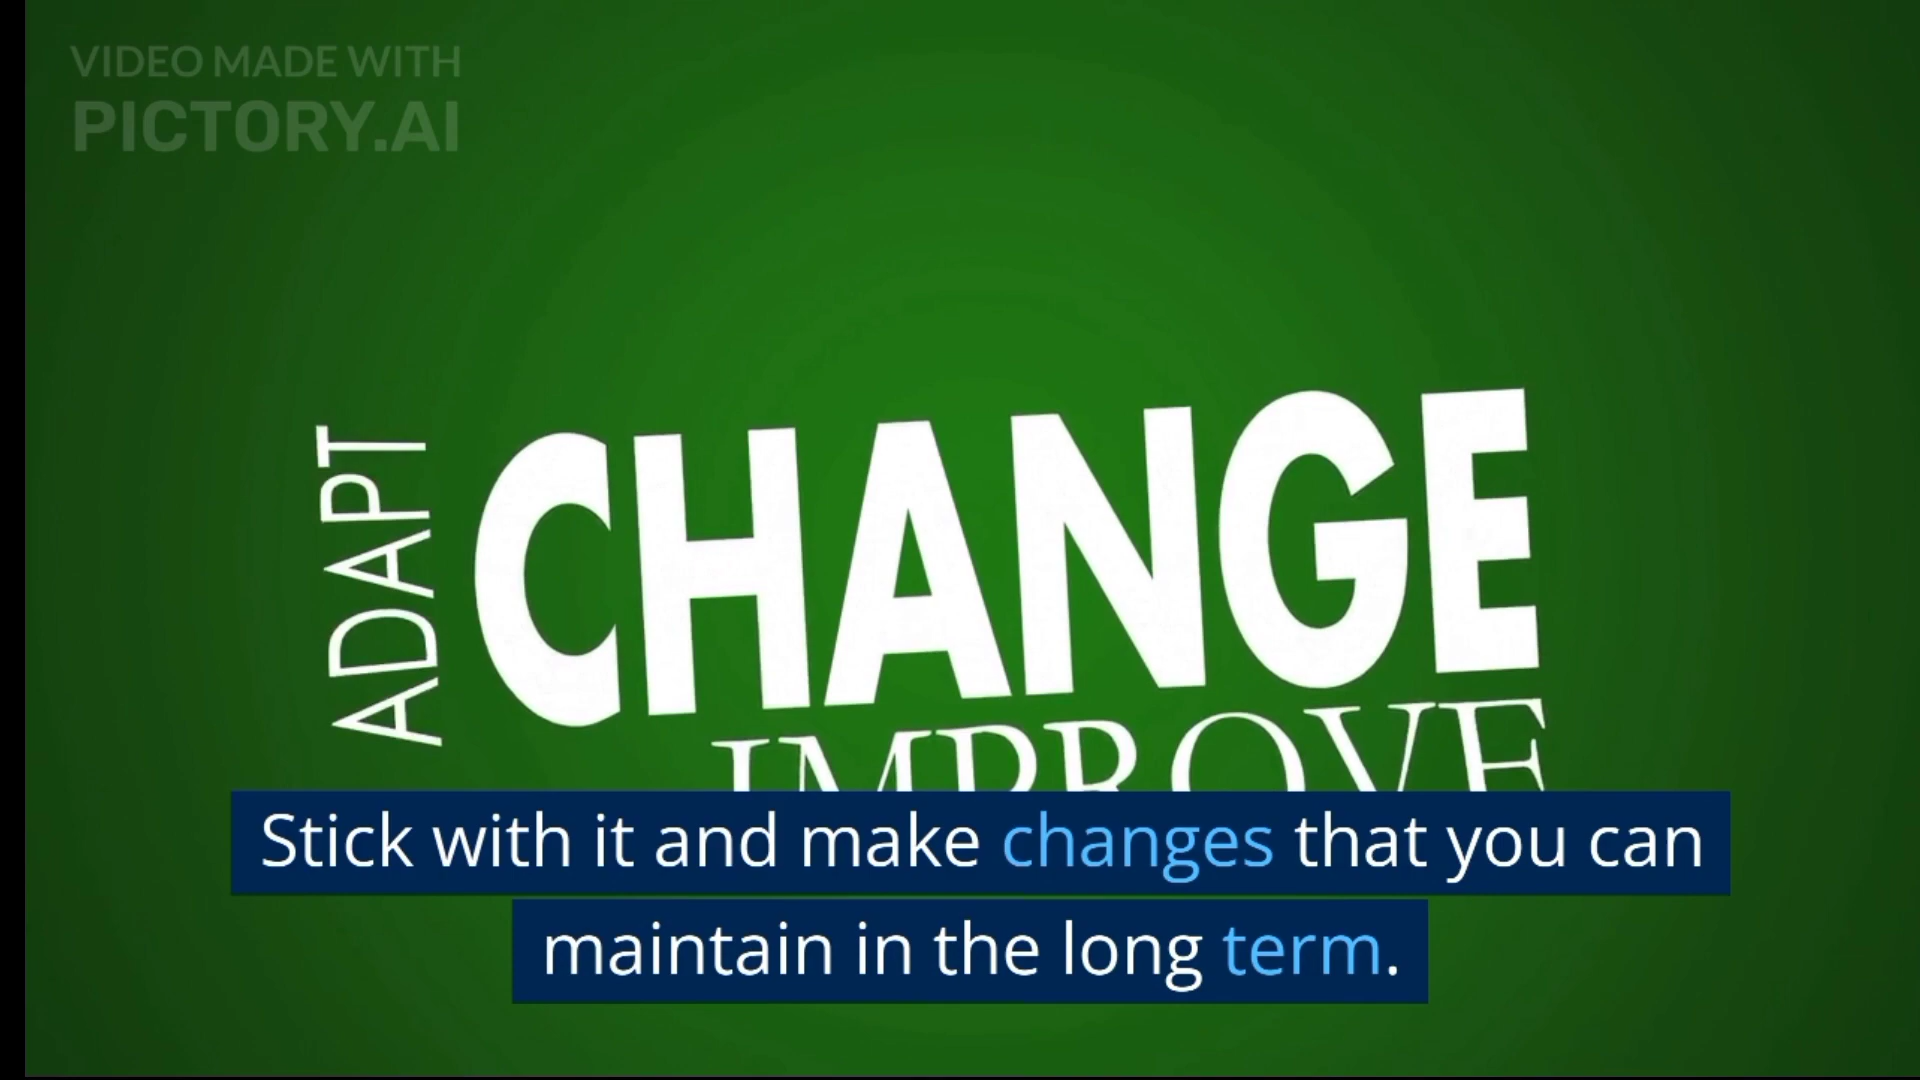 VIDEO MADE WITH
PICTORY.AI
ADAPT
CHANGE
IMPROVE
Stick with it and make changes that you can
maintain in the long term.